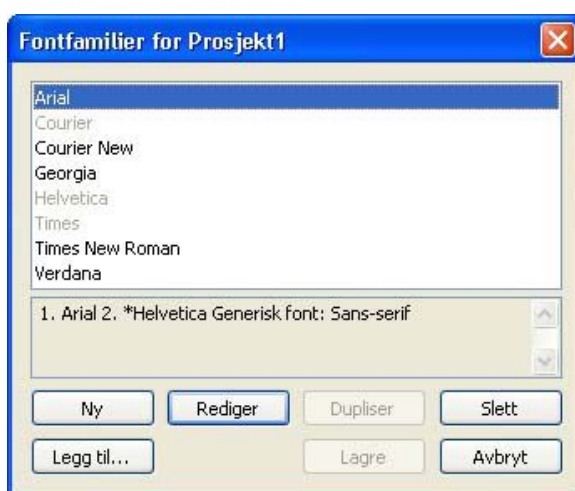 Fontfamilier for Prosjekt1
Arial
Courier
Courier New
Georgia
Helvetica
Times
Times New Roman
Verdana
1. Arial 2. *Helvetica Generisk font: Sans-serif
Ny Rediger Dupliser Slett
Legg til... Lagre Avbryt